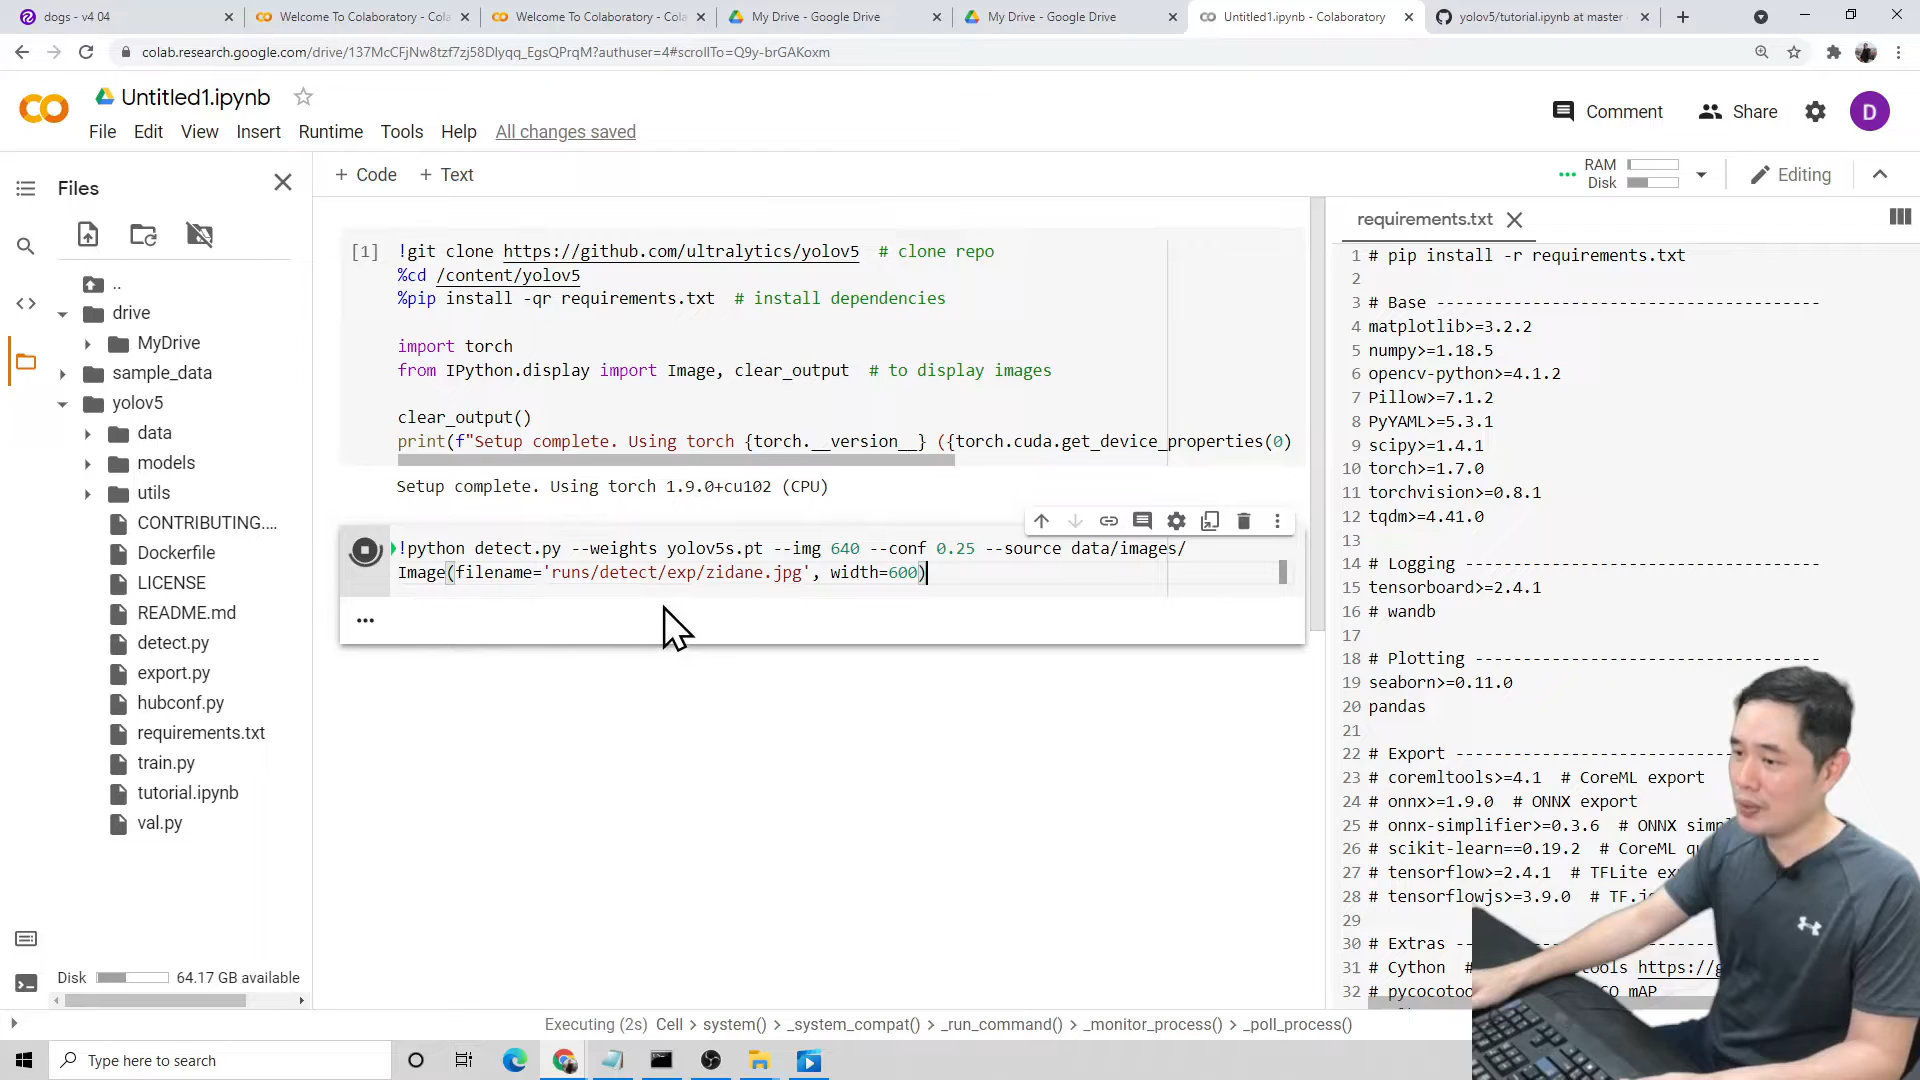 dogs - v4 04
Welcome To Colaboratory - Cola
Welcome To Colaboratory - Cola
My Drive - Google Drive
My Drive - Google Drive
Untitled1.ipynb - Colaboratory
yolov5/tutorial.ipynb at master
colab.research.google.com/drive/137McCFjNw8tzf7zj58Dlyqq_EgsQPrqM?authuser=4#scrollTo=Q9y-brGAKoxm
Untitled1.ipynb
Comment
Share
D
File Edit View Insert Runtime Tools Help All changes saved
Files
+ Code + Text
RAM
Disk
Editing
..
drive
MyDrive
sample_data
yolov5
data
models
utils
CONTRIBUTING....
Dockerfile
LICENSE
README.md
detect.py
export.py
hubconf.py
requirements.txt
train.py
tutorial.ipynb
val.py
Disk 64.17 GB available
[1] !git clone https://github.com/ultralytics/yolov5 # clone repo
%cd /content/yolov5
%pip install -qr requirements.txt # install dependencies
import torch
from IPython.display import Image, clear_output # to display images
clear_output()
print(f"Setup complete. Using torch {torch.__version__} ({torch.cuda.get_device_properties(0)
Setup complete. Using torch 1.9.0+cu102 (CPU)
!python detect.py --weights yolov5s.pt --img 640 --conf 0.25 --source data/images/
Image(filename='runs/detect/exp/zidane.jpg', width=600)
requirements.txt
1 # pip install -r requirements.txt
2
3 # Base ----------------------------------------
4 matplotlib>=3.2.2
5 numpy>=1.18.5
6 opencv-python>=4.1.2
7 Pillow>=7.1.2
8 PyYAML>=5.3.1
9 scipy>=1.4.1
10 torch>=1.7.0
11 torchvision>=0.8.1
12 tqdm>=4.41.0
13
14 # Logging -------------------------------------
15 tensorboard>=2.4.1
16 # wandb
17
18 # Plotting ------------------------------------
19 seaborn>=0.11.0
20 pandas
21
22 # Export -----------------------------
23 # coremltools>=4.1 # CoreML export
24 # onnx>=1.9.0 # ONNX export
25 # onnx-simplifier>=0.3.6 # ONNX
26 # scikit-learn==0.19.2 # CoreML
27 # tensorflow>=2.4.1 # TFLite
28 # tensorflowjs>=3.9.0 #
29
30 # Extras --
31 # Cython #
32 # mAP
Executing (2s) Cell > system() > _system_compat() > _run_command() > _monitor_process() > _poll_process()
Type here to search